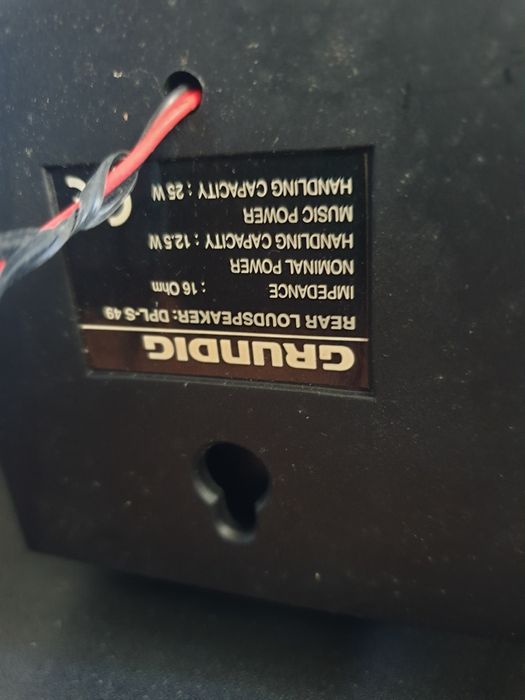 GRUNDIG
REAR LOUDSPEAKER: DPL-S 49
IMPEDANCE : 16 Ohm
NOMINAL POWER
HANDLING CAPACITY : 12.5 W
MUSIC POWER
HANDLING CAPACITY : 25 W